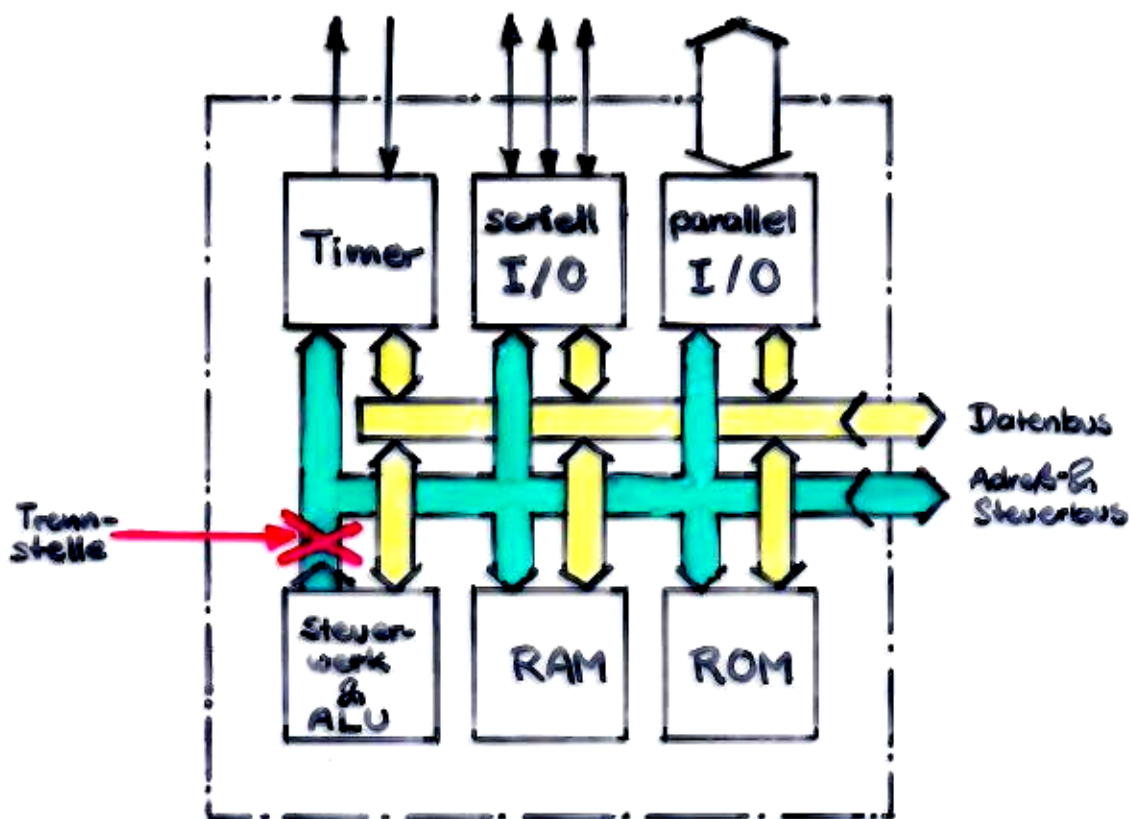 Timer
seriell
I/O
parallel
I/O
Datenbus
Adreß-&
Steuerbus
Trenn-
stelle
Steuer-
werk
&
ALU
RAM
ROM